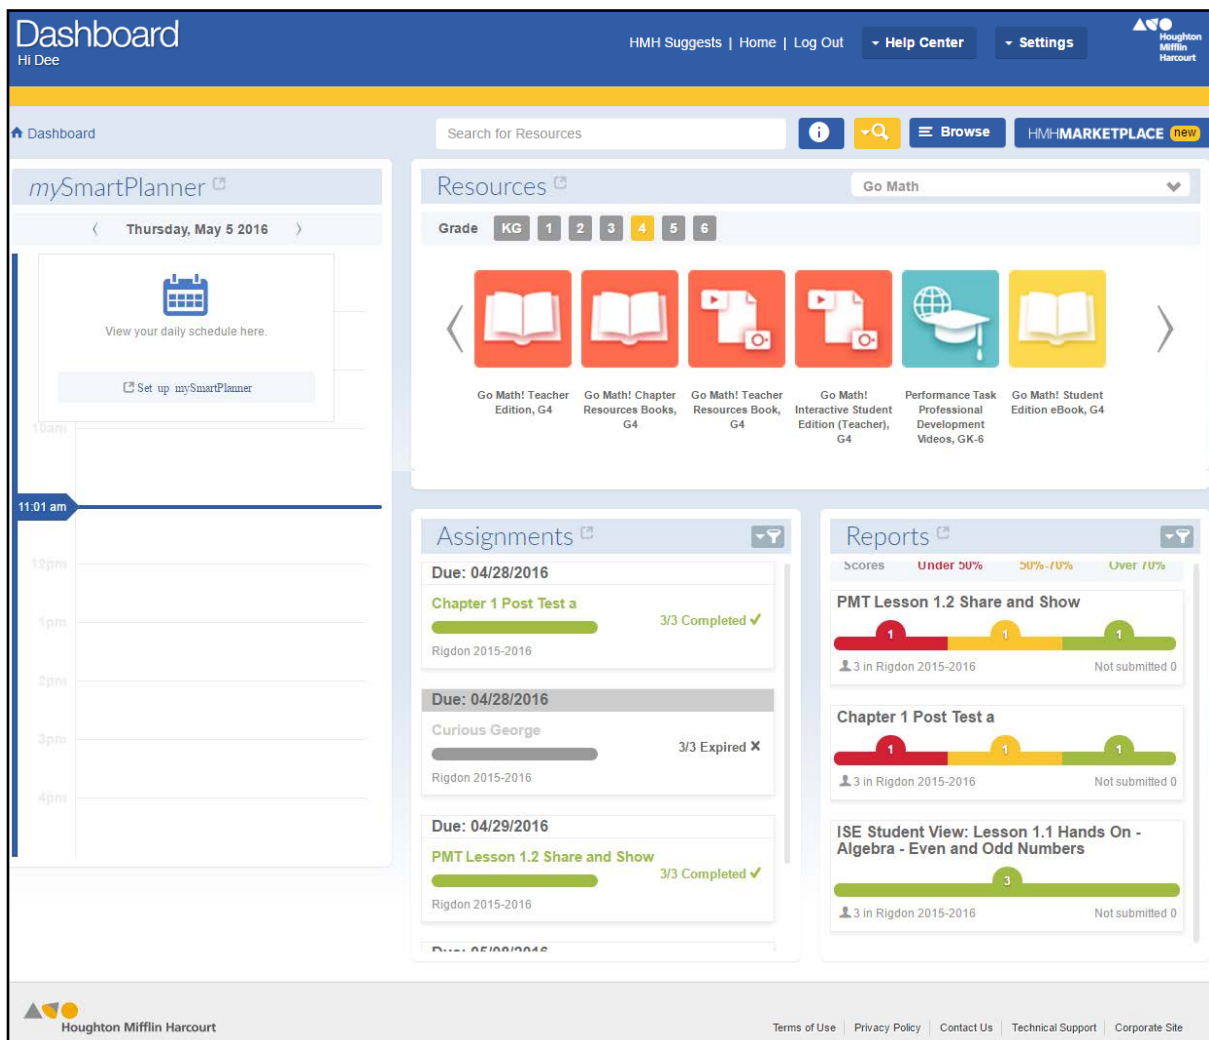 Dashboard
Hi Dee
HMH Suggests | Home | Log Out
Help Center
Settings
Houghton
Mifflin
Harcourt
Dashboard
Search for Resources
i
Browse
HMHMARKETPLACE new
mySmartPlanner
Thursday, May 5 2016
View your daily schedule here.
Set up mySmartPlanner
10am
11:01 am
12pm
1pm
2pm
3pm
4pm
Resources
Go Math
Grade KG 1 2 3 4 5 6
Go Math! Teacher
Edition, G4
Go Math! Chapter
Resources Books,
G4
Go Math! Teacher
Resources Book,
G4
Go Math!
Interactive Student
Edition (Teacher),
G4
Performance Task
Professional
Development
Videos, GK-6
Go Math! Student
Edition eBook, G4
Assignments
Due: 04/28/2016
Chapter 1 Post Test a
3/3 Completed ✓
Rigdon 2015-2016
Due: 04/28/2016
Curious George
3/3 Expired X
Rigdon 2015-2016
Due: 04/29/2016
PMT Lesson 1.2 Share and Show
3/3 Completed ✓
Rigdon 2015-2016
Due: 05/08/2016
Reports
Scores Under 50% 50%-70% Over 70%
PMT Lesson 1.2 Share and Show
1 1 1
3 in Rigdon 2015-2016 Not submitted 0
Chapter 1 Post Test a
1 1 1
3 in Rigdon 2015-2016 Not submitted 0
ISE Student View: Lesson 1.1 Hands On -
Algebra - Even and Odd Numbers
3
3 in Rigdon 2015-2016 Not submitted 0
Houghton Mifflin Harcourt
Terms of Use | Privacy Policy | Contact Us | Technical Support | Corporate Site